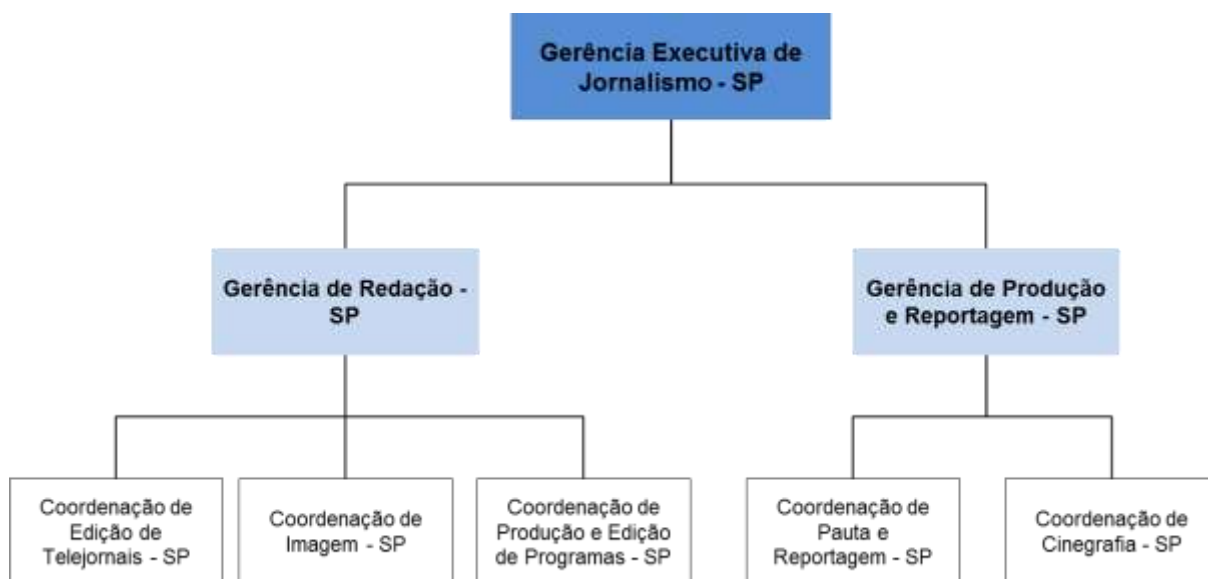 Gerência Executiva de
Jornalismo - SP
Gerência de Redação -
SP
Gerência de Produção
e Reportagem - SP
Coordenação de
Edição de
Telejornais - SP
Coordenação de
Imagem - SP
Coordenação de
Produção e Edição
de Programas - SP
Coordenação de
Pauta e
Reportagem - SP
Coordenação de
Cinegrafia - SP